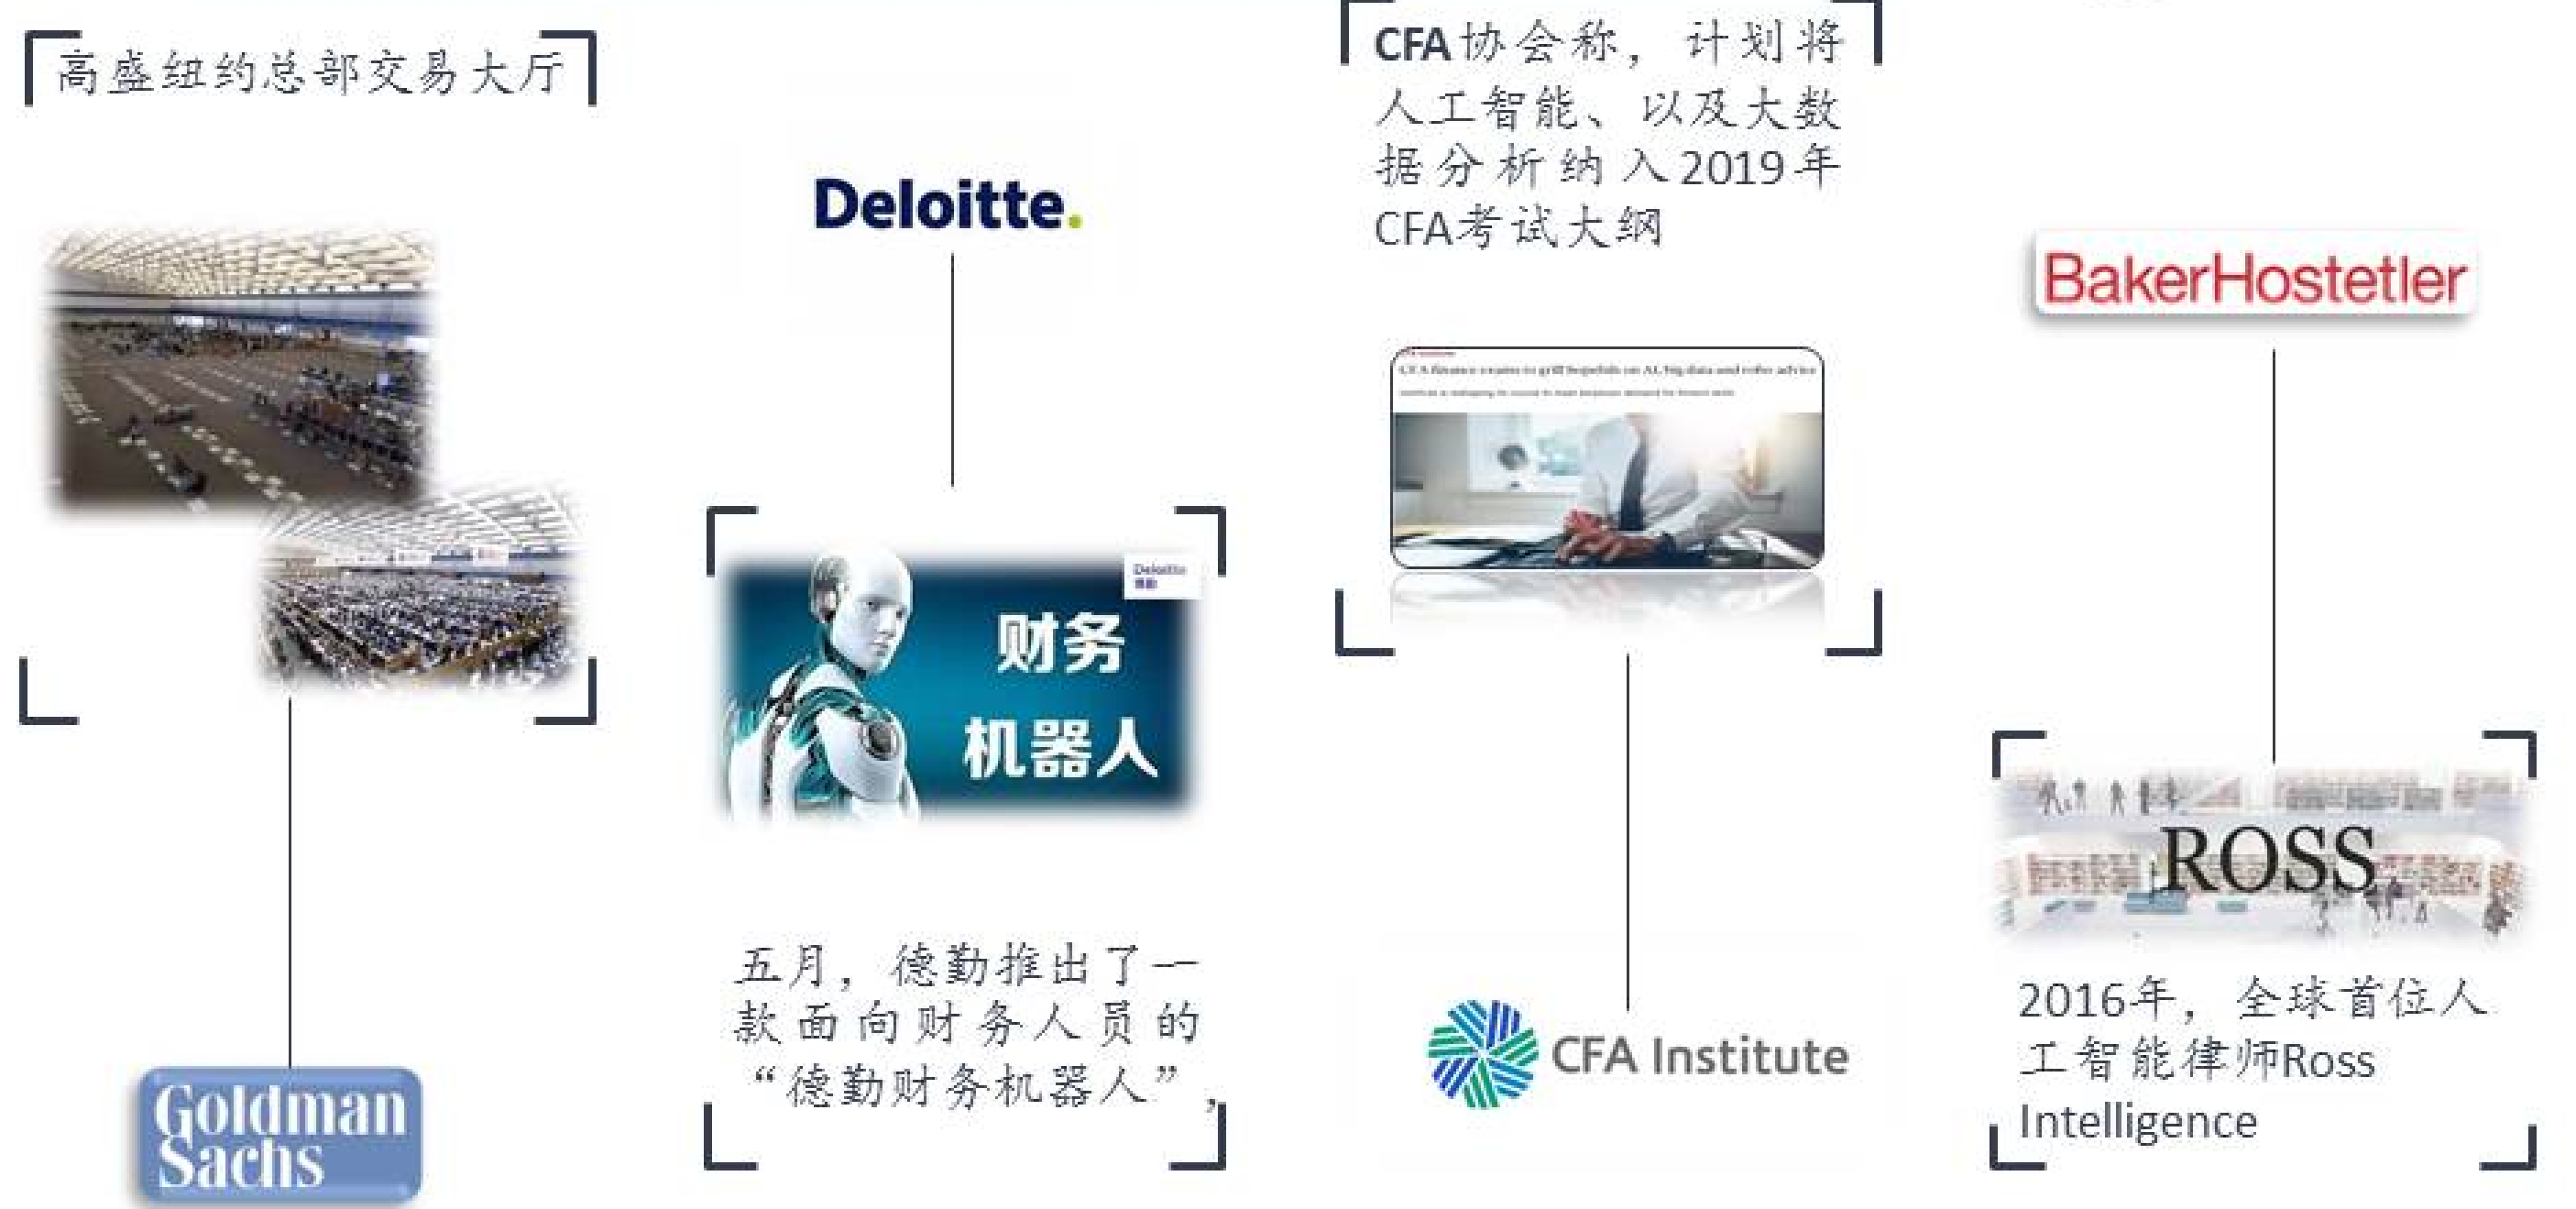 高盛纽约总部交易大厅
Goldman
Sachs
Deloitte.
Deloitte
德勤
财务
机器人
五月，德勤推出了一
款面向财务人员的
“德勤财务机器人”，
CFA协会称，计划将
人工智能、以及大数
据分析纳入2019年
CFA考试大纲
CFA finance exams to grill hopefuls on AI, big data and robo advice
CFA Institute
BakerHostetler
ROSS
2016年，全球首位人
工智能律师Ross
Intelligence